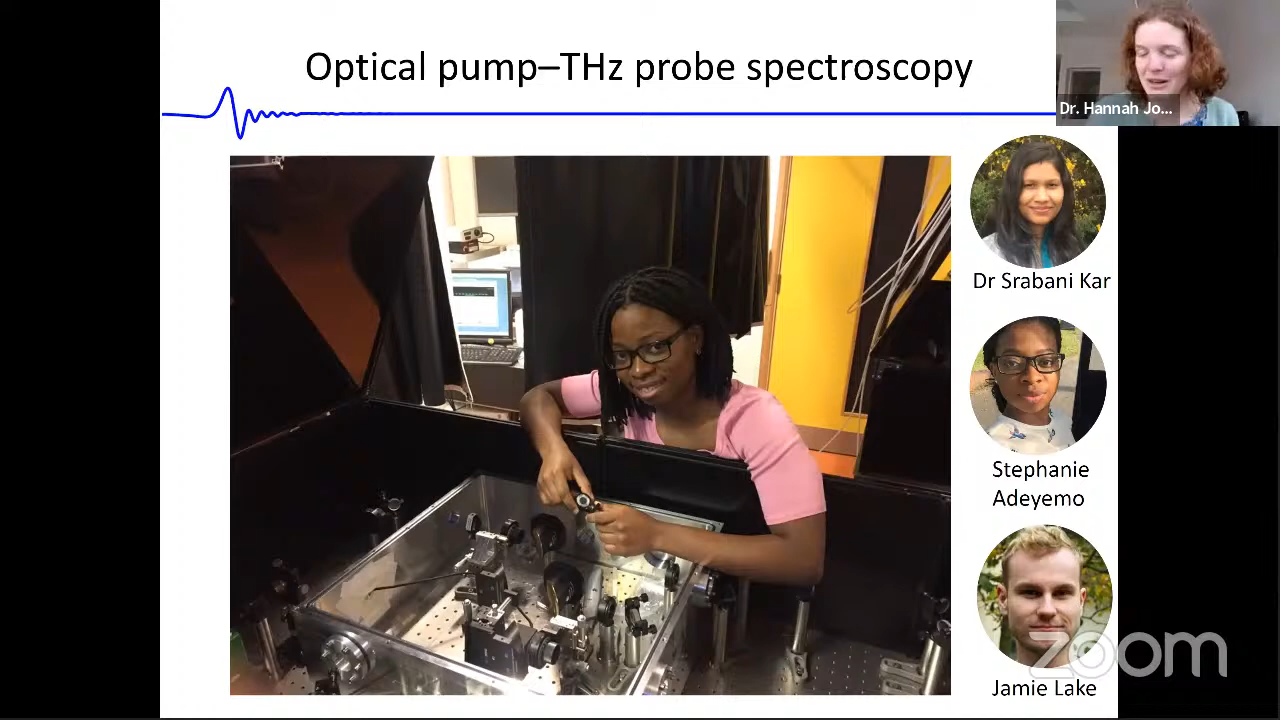 Optical pump–THz probe spectroscopy
Dr. Hannah Jo...
Dr Srabani Kar
Stephanie
Adeyemo
Jamie Lake
zoom